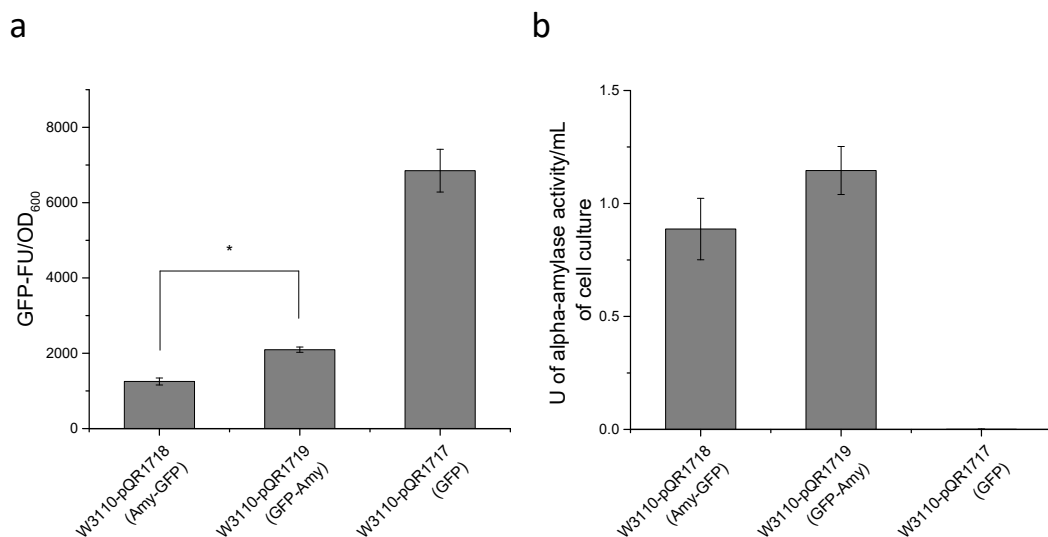 a
GFP-FU/OD600
8000
6000
4000
2000
0
*
W3110-pQR1718
(Amy-GFP)
W3110-pQR1719
(GFP-Amy)
W3110-pQR1717
(GFP)
b
U of alpha-amylase activity/mL
of cell culture
1.5
1.0
0.5
0.0
W3110-pQR1718
(Amy-GFP)
W3110-pQR1719
(GFP-Amy)
W3110-pQR1717
(GFP)